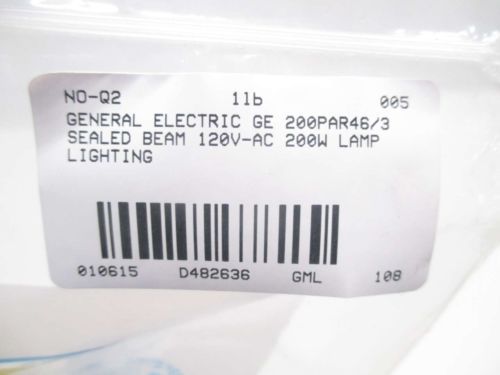 NO-Q2 1lb 005
GENERAL ELECTRIC GE 200PAR46/3
SEALED BEAM 120V-AC 200W LAMP
LIGHTING
010615 D482636 GML 108